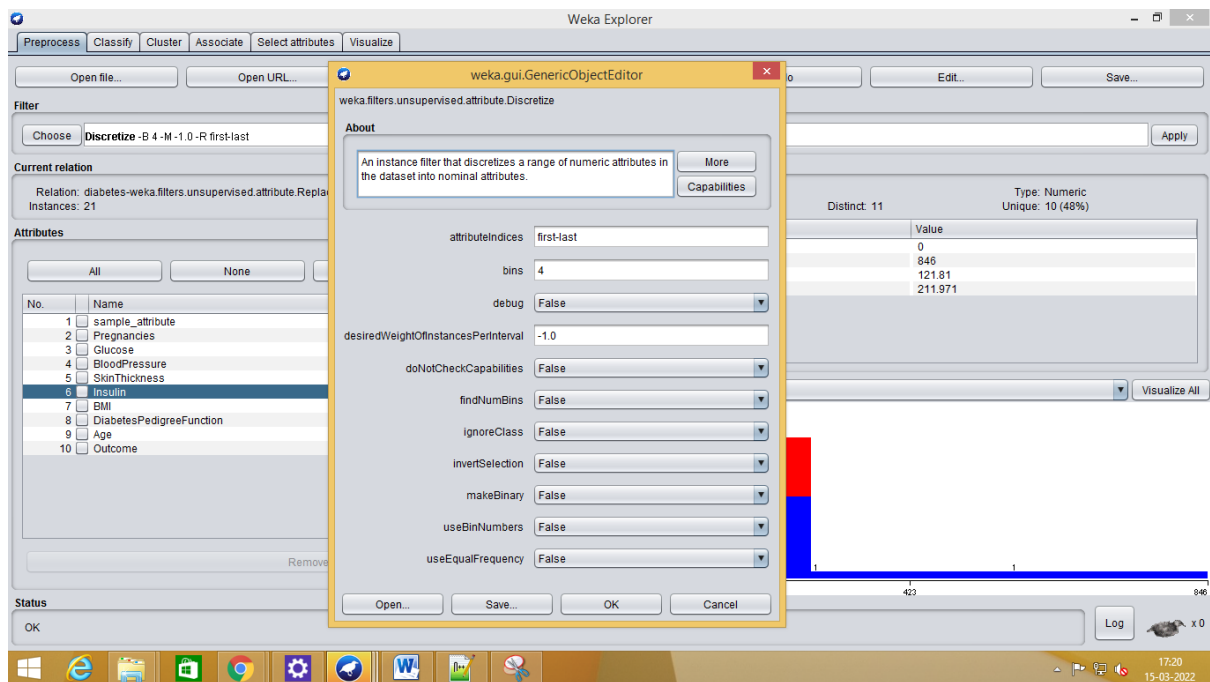 Weka Explorer
Preprocess Classify Cluster Associate Select attributes Visualize
Open file... Open URL... Edit... Save...
Filter
Choose Discretize -B 4 -M -1.0 -R first-last Apply
Current relation
Relation: diabetes-weka.filters.unsupervised.attribute.Repla
Instances: 21
Attributes
All None
No. Name
1 sample_attribute
2 Pregnancies
3 Glucose
4 BloodPressure
5 SkinThickness
6 Insulin
7 BMI
8 DiabetesPedigreeFunction
9 Age
10 Outcome
Remove
Status
OK
weka.gui.GenericObjectEditor
weka.filters.unsupervised.attribute.Discretize
About
An instance filter that discretizes a range of numeric attributes in
the dataset into nominal attributes.
More
Capabilities
attributeIndices first-last
bins 4
debug False
desiredWeightOfInstancesPerInterval -1.0
doNotCheckCapabilities False
findNumBins False
ignoreClass False
invertSelection False
makeBinary False
useBinNumbers False
useEqualFrequency False
Open... Save... OK Cancel
Type: Numeric
Distinct: 11 Unique: 10 (48%)
Value
0
846
121.81
211.971
Visualize All
1 1
423 846
Log x 0
17:20
15-03-2022